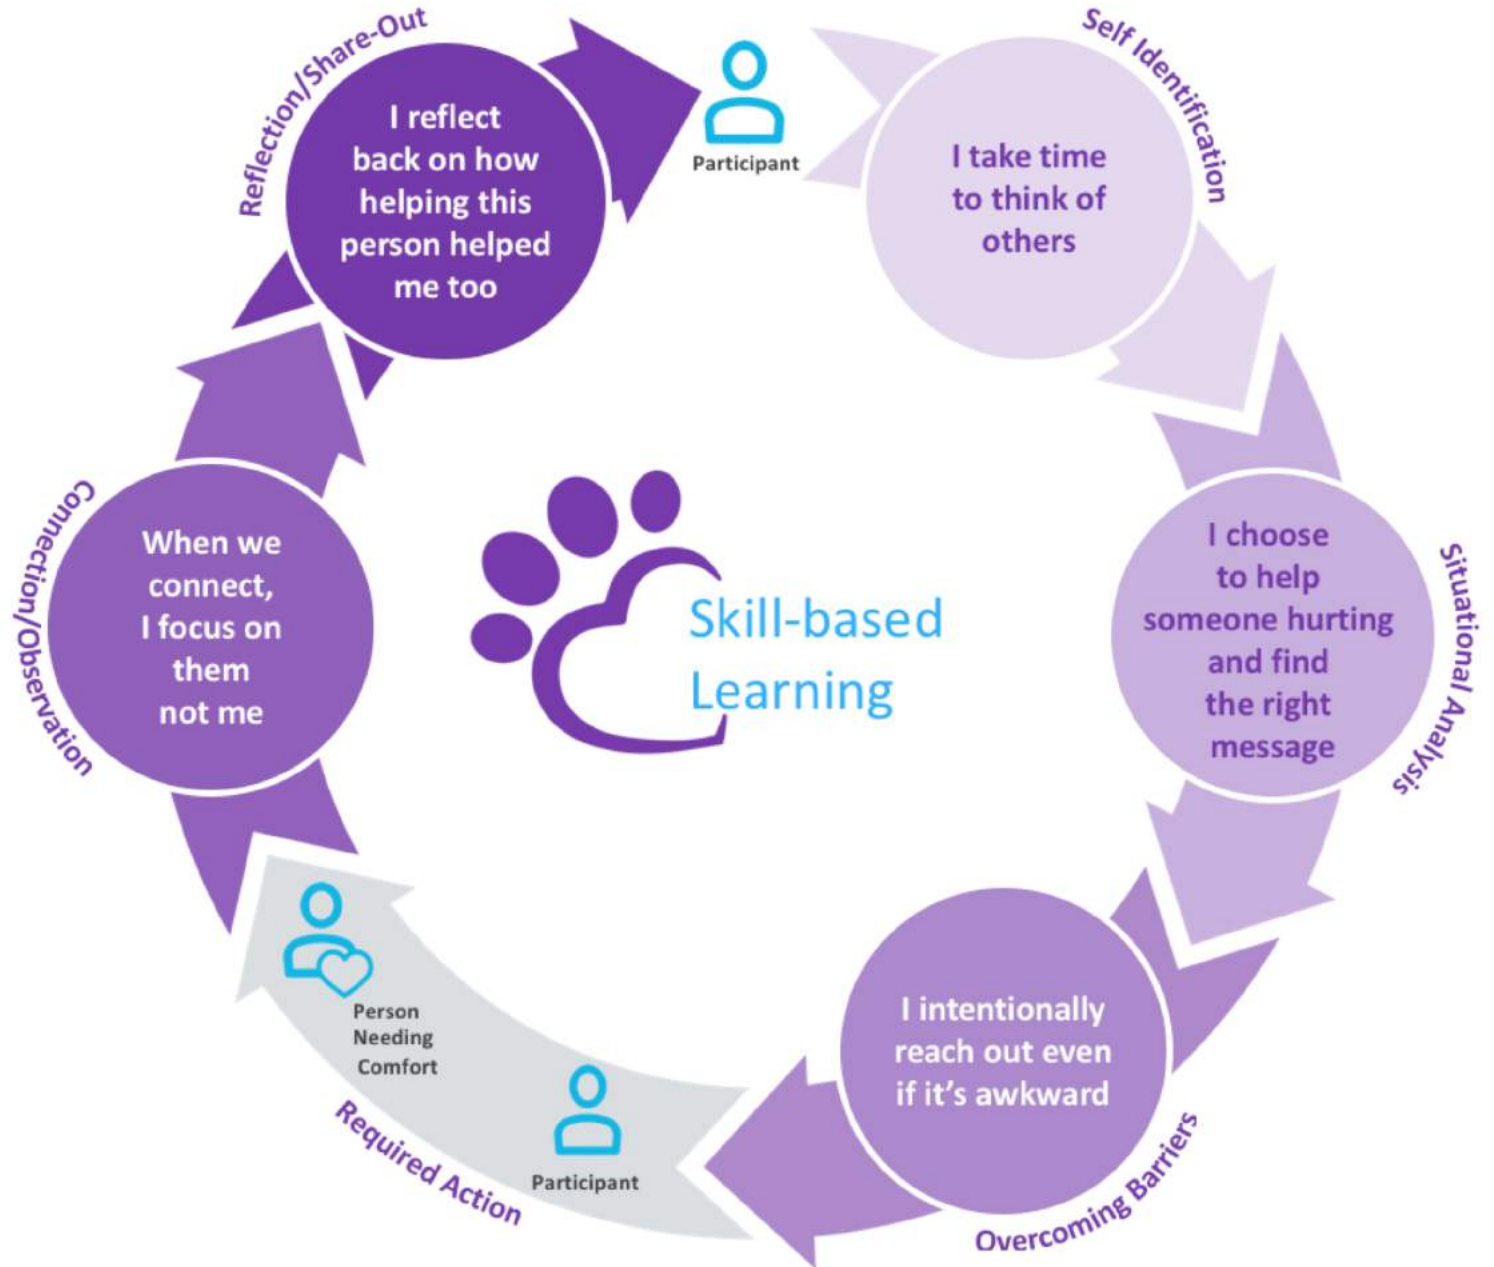 Participant
Self Identification
I take time
to think of
others
Situational Analysis
I choose
to help
someone hurting
and find
the right
message
Overcoming Barriers
I intentionally
reach out even
if it's awkward
Required Action
Participant
Person
Needing
Comfort
Connection/Observation
When we
connect,
I focus on
them
not me
Reflection/Share-Out
I reflect
back on how
helping this
person helped
me too
Skill-based
Learning